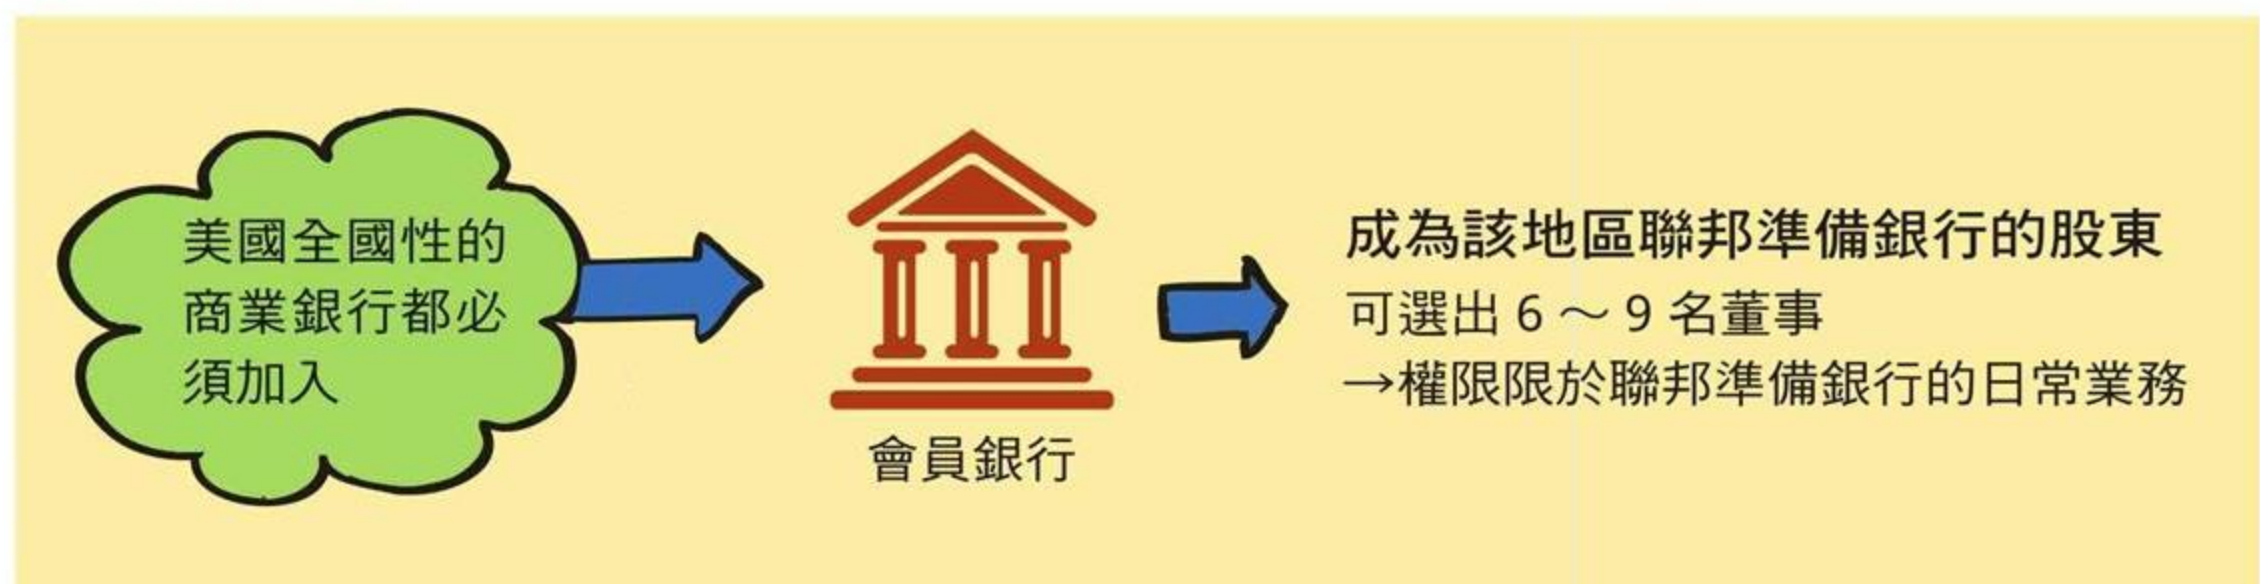 美國全國性的
商業銀行都必
須加入
會員銀行
成為該地區聯邦準備銀行的股東
可選出 6 ～ 9 名董事
→權限限於聯邦準備銀行的日常業務